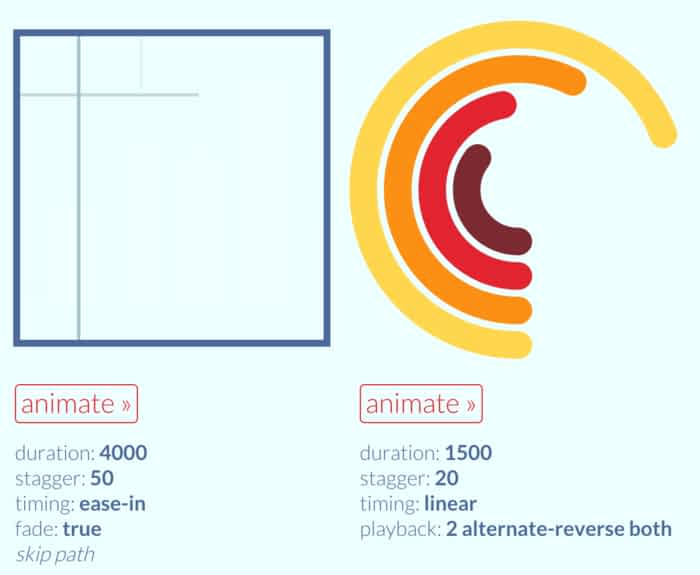 animate »
duration: 4000
stagger: 50
timing: ease-in
fade: true
skip path
animate »
duration: 1500
stagger: 20
timing: linear
playback: 2 alternate-reverse both